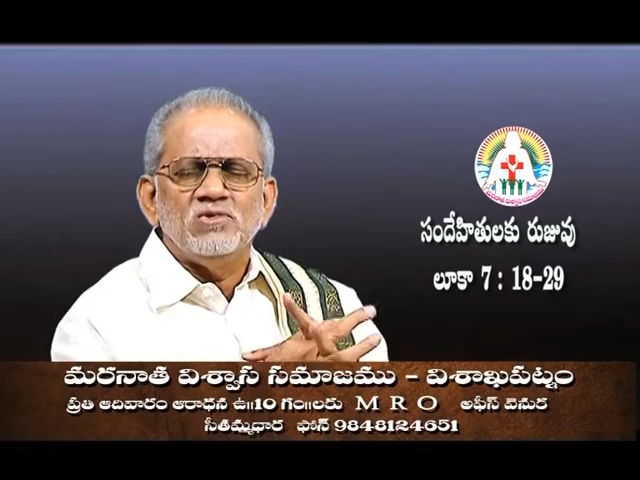 సందేహితులకు రుజువు
లూకా 7 : 18-29
మరనాత విశ్వాస సమాజము - విశాఖపట్నం
ప్రతి ఆదివారం ఆరాధన ఉ॥10 గం॥లకు M R O ఆఫీస్ వెనుక
సీతమ్మధార ఫోన్ 9848124651